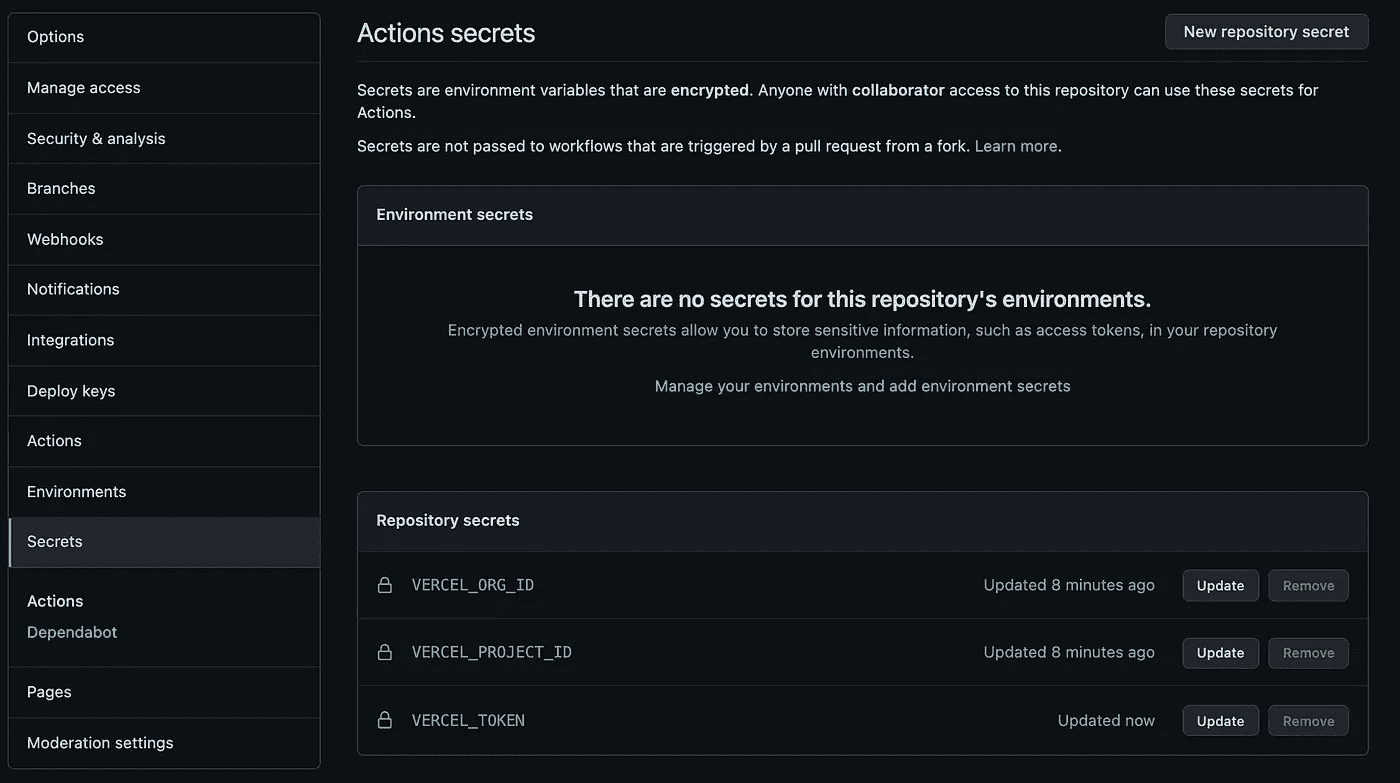 Options
Manage access
Security & analysis
Branches
Webhooks
Notifications
Integrations
Deploy keys
Actions
Environments
Secrets
Actions
Dependabot
Pages
Moderation settings
Actions secrets
New repository secret
Secrets are environment variables that are encrypted. Anyone with collaborator access to this repository can use these secrets for
Actions.
Secrets are not passed to workflows that are triggered by a pull request from a fork. Learn more.
Environment secrets
There are no secrets for this repository's environments.
Encrypted environment secrets allow you to store sensitive information, such as access tokens, in your repository
environments.
Manage your environments and add environment secrets
Repository secrets
VERCEL_ORG_ID Updated 8 minutes ago Update Remove
VERCEL_PROJECT_ID Updated 8 minutes ago Update Remove
VERCEL_TOKEN Updated now Update Remove